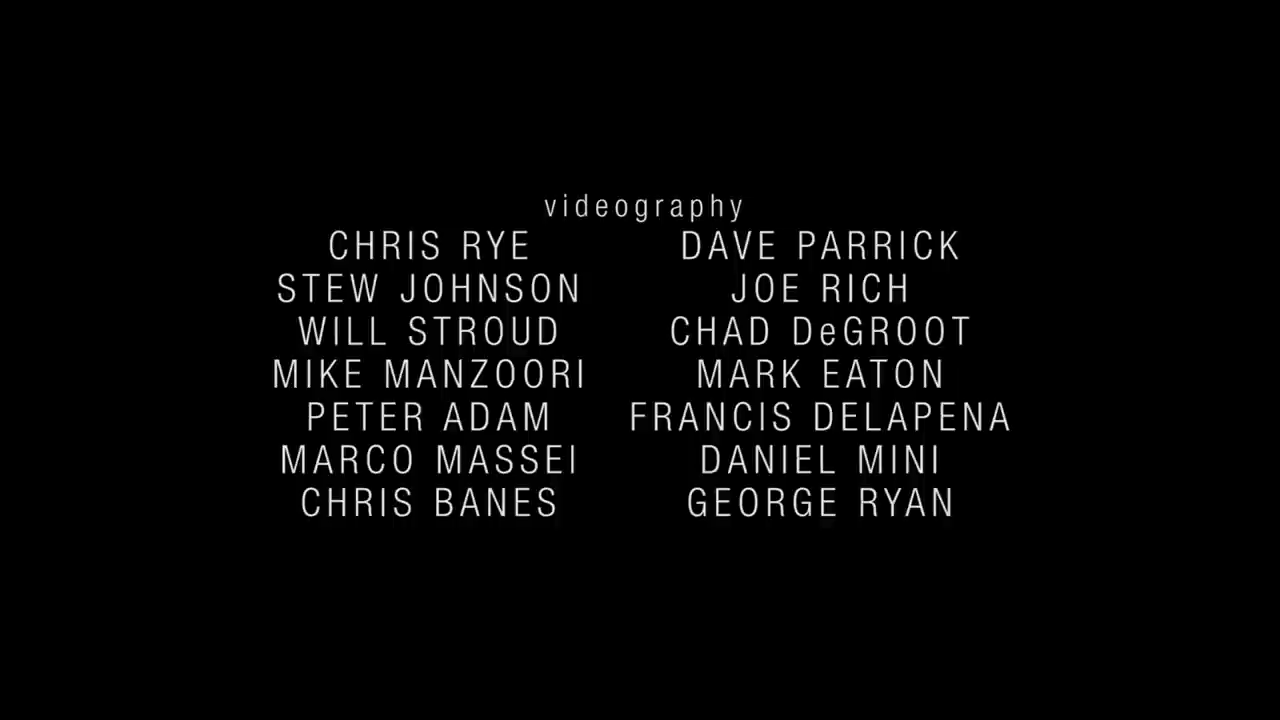 videography
CHRIS RYE DAVE PARRICK
STEW JOHNSON JOE RICH
WILL STROUD CHAD DeGROOT
MIKE MANZOORI MARK EATON
PETER ADAM FRANCIS DELAPENA
MARCO MASSEI DANIEL MINI
CHRIS BANES GEORGE RYAN